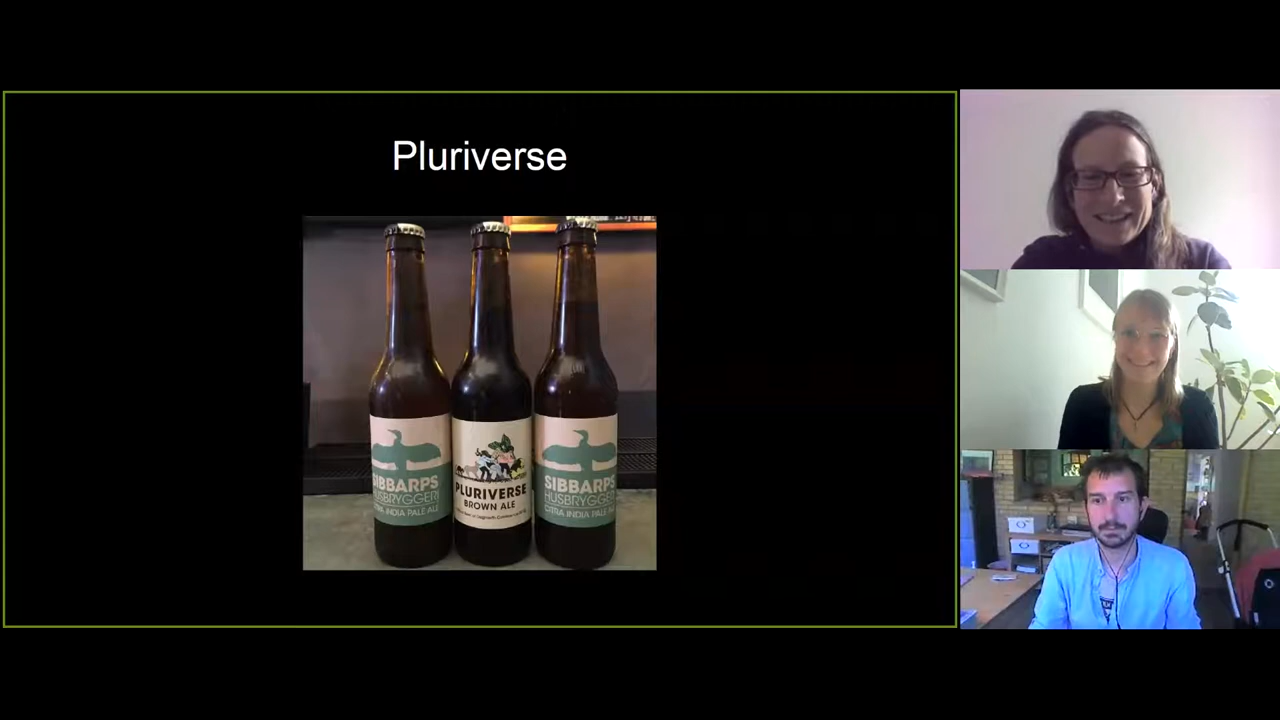 Pluriverse
SIBBARPS
HUSBRYGGERI
CITRA INDIA PALE ALE
PLURIVERSE
BROWN ALE
SIBBARPS
HUSBRYGGERI
CITRA INDIA PALE ALE